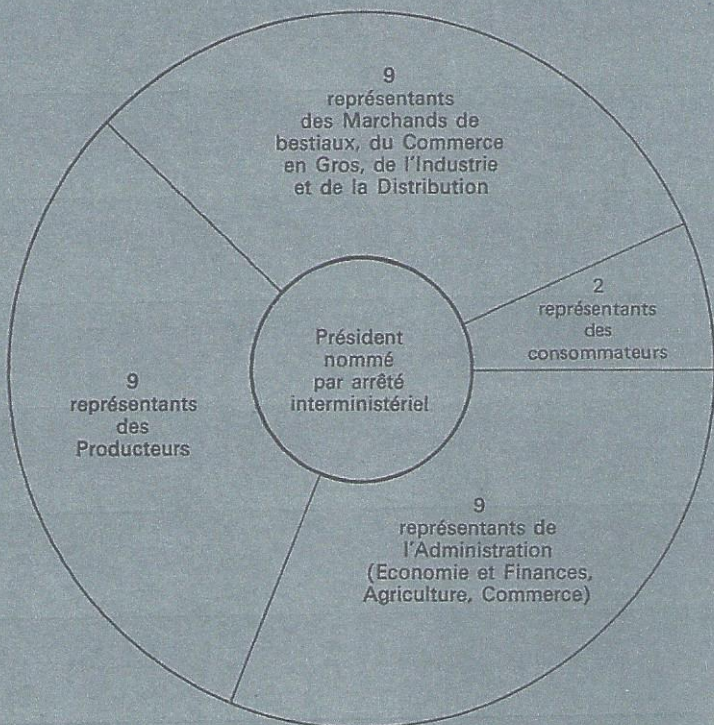 9
représentants
des Marchands de
bestiaux, du Commerce
en Gros, de l'Industrie
et de la Distribution
2
représentants
des
consommateurs
Président
nommé
par arrêté
interministériel
9
représentants
des
Producteurs
9
représentants de
l'Administration
(Economie et Finances,
Agriculture, Commerce)